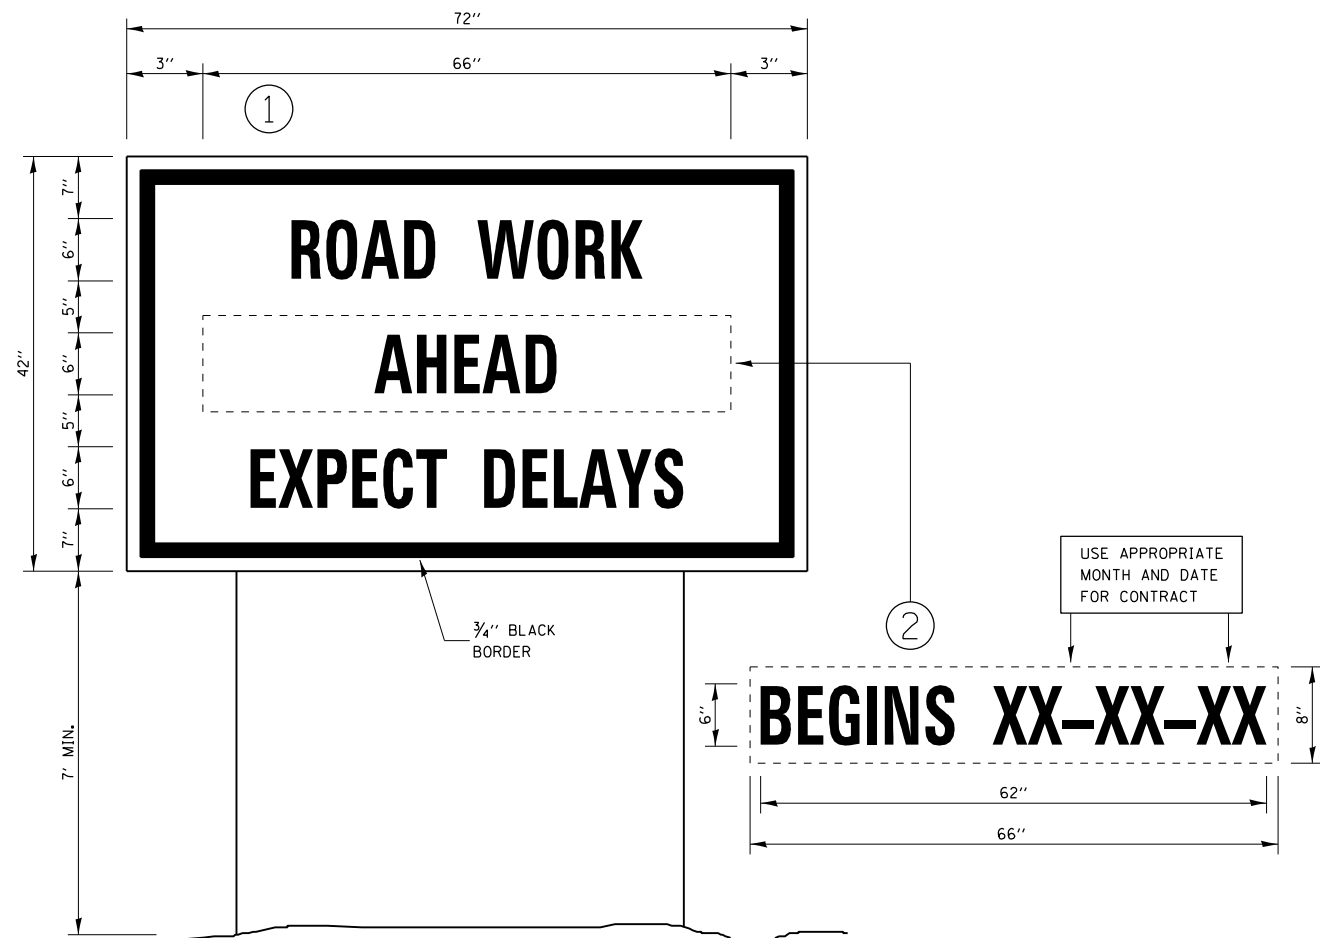 72''
3'' 66'' 3''
1
7''
6''
5''
6''
5''
6''
7''
42''
7' MIN.
ROAD WORK
AHEAD
EXPECT DELAYS
3/4'' BLACK
BORDER
2
USE APPROPRIATE
MONTH AND DATE
FOR CONTRACT
6''
BEGINS XX-XX-XX
8''
62''
66''